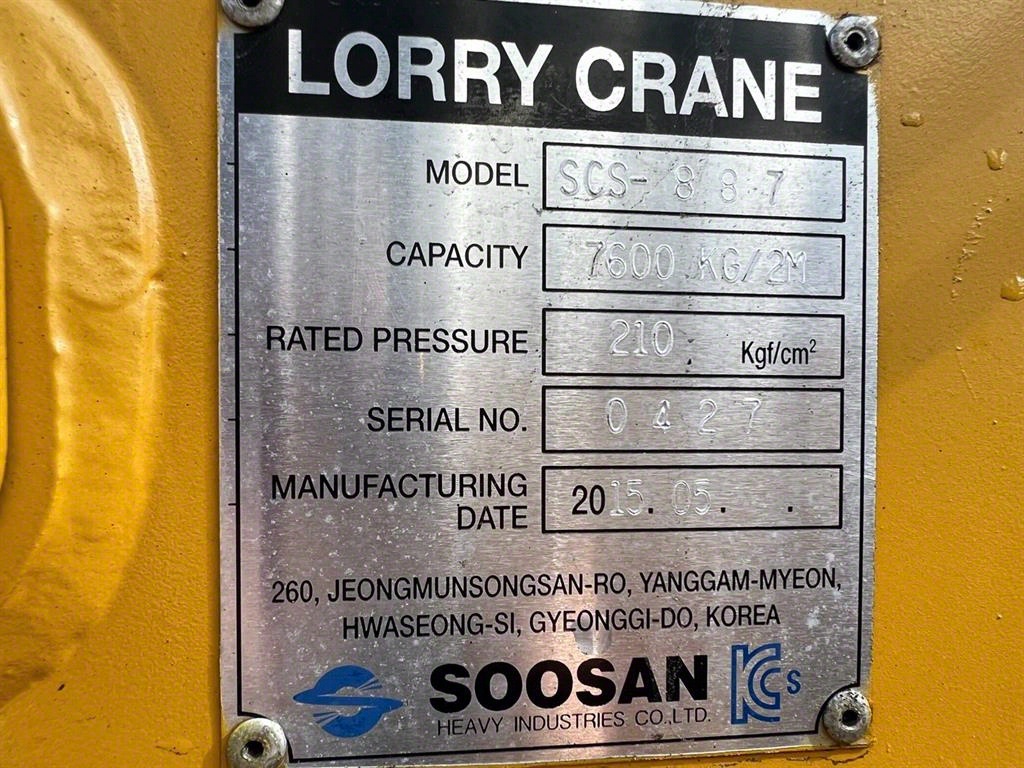 LORRY CRANE
MODEL SCS-887
CAPACITY 7600 KG/2M
RATED PRESSURE 210 Kgf/cm²
SERIAL NO. 0427
MANUFACTURING
DATE 2015. 05. .
260, JEONGMUNSONGSAN-RO, YANGGAM-MYEON,
HWASEONG-SI, GYEONGGI-DO, KOREA
SOOSAN KCs
HEAVY INDUSTRIES CO.,LTD.